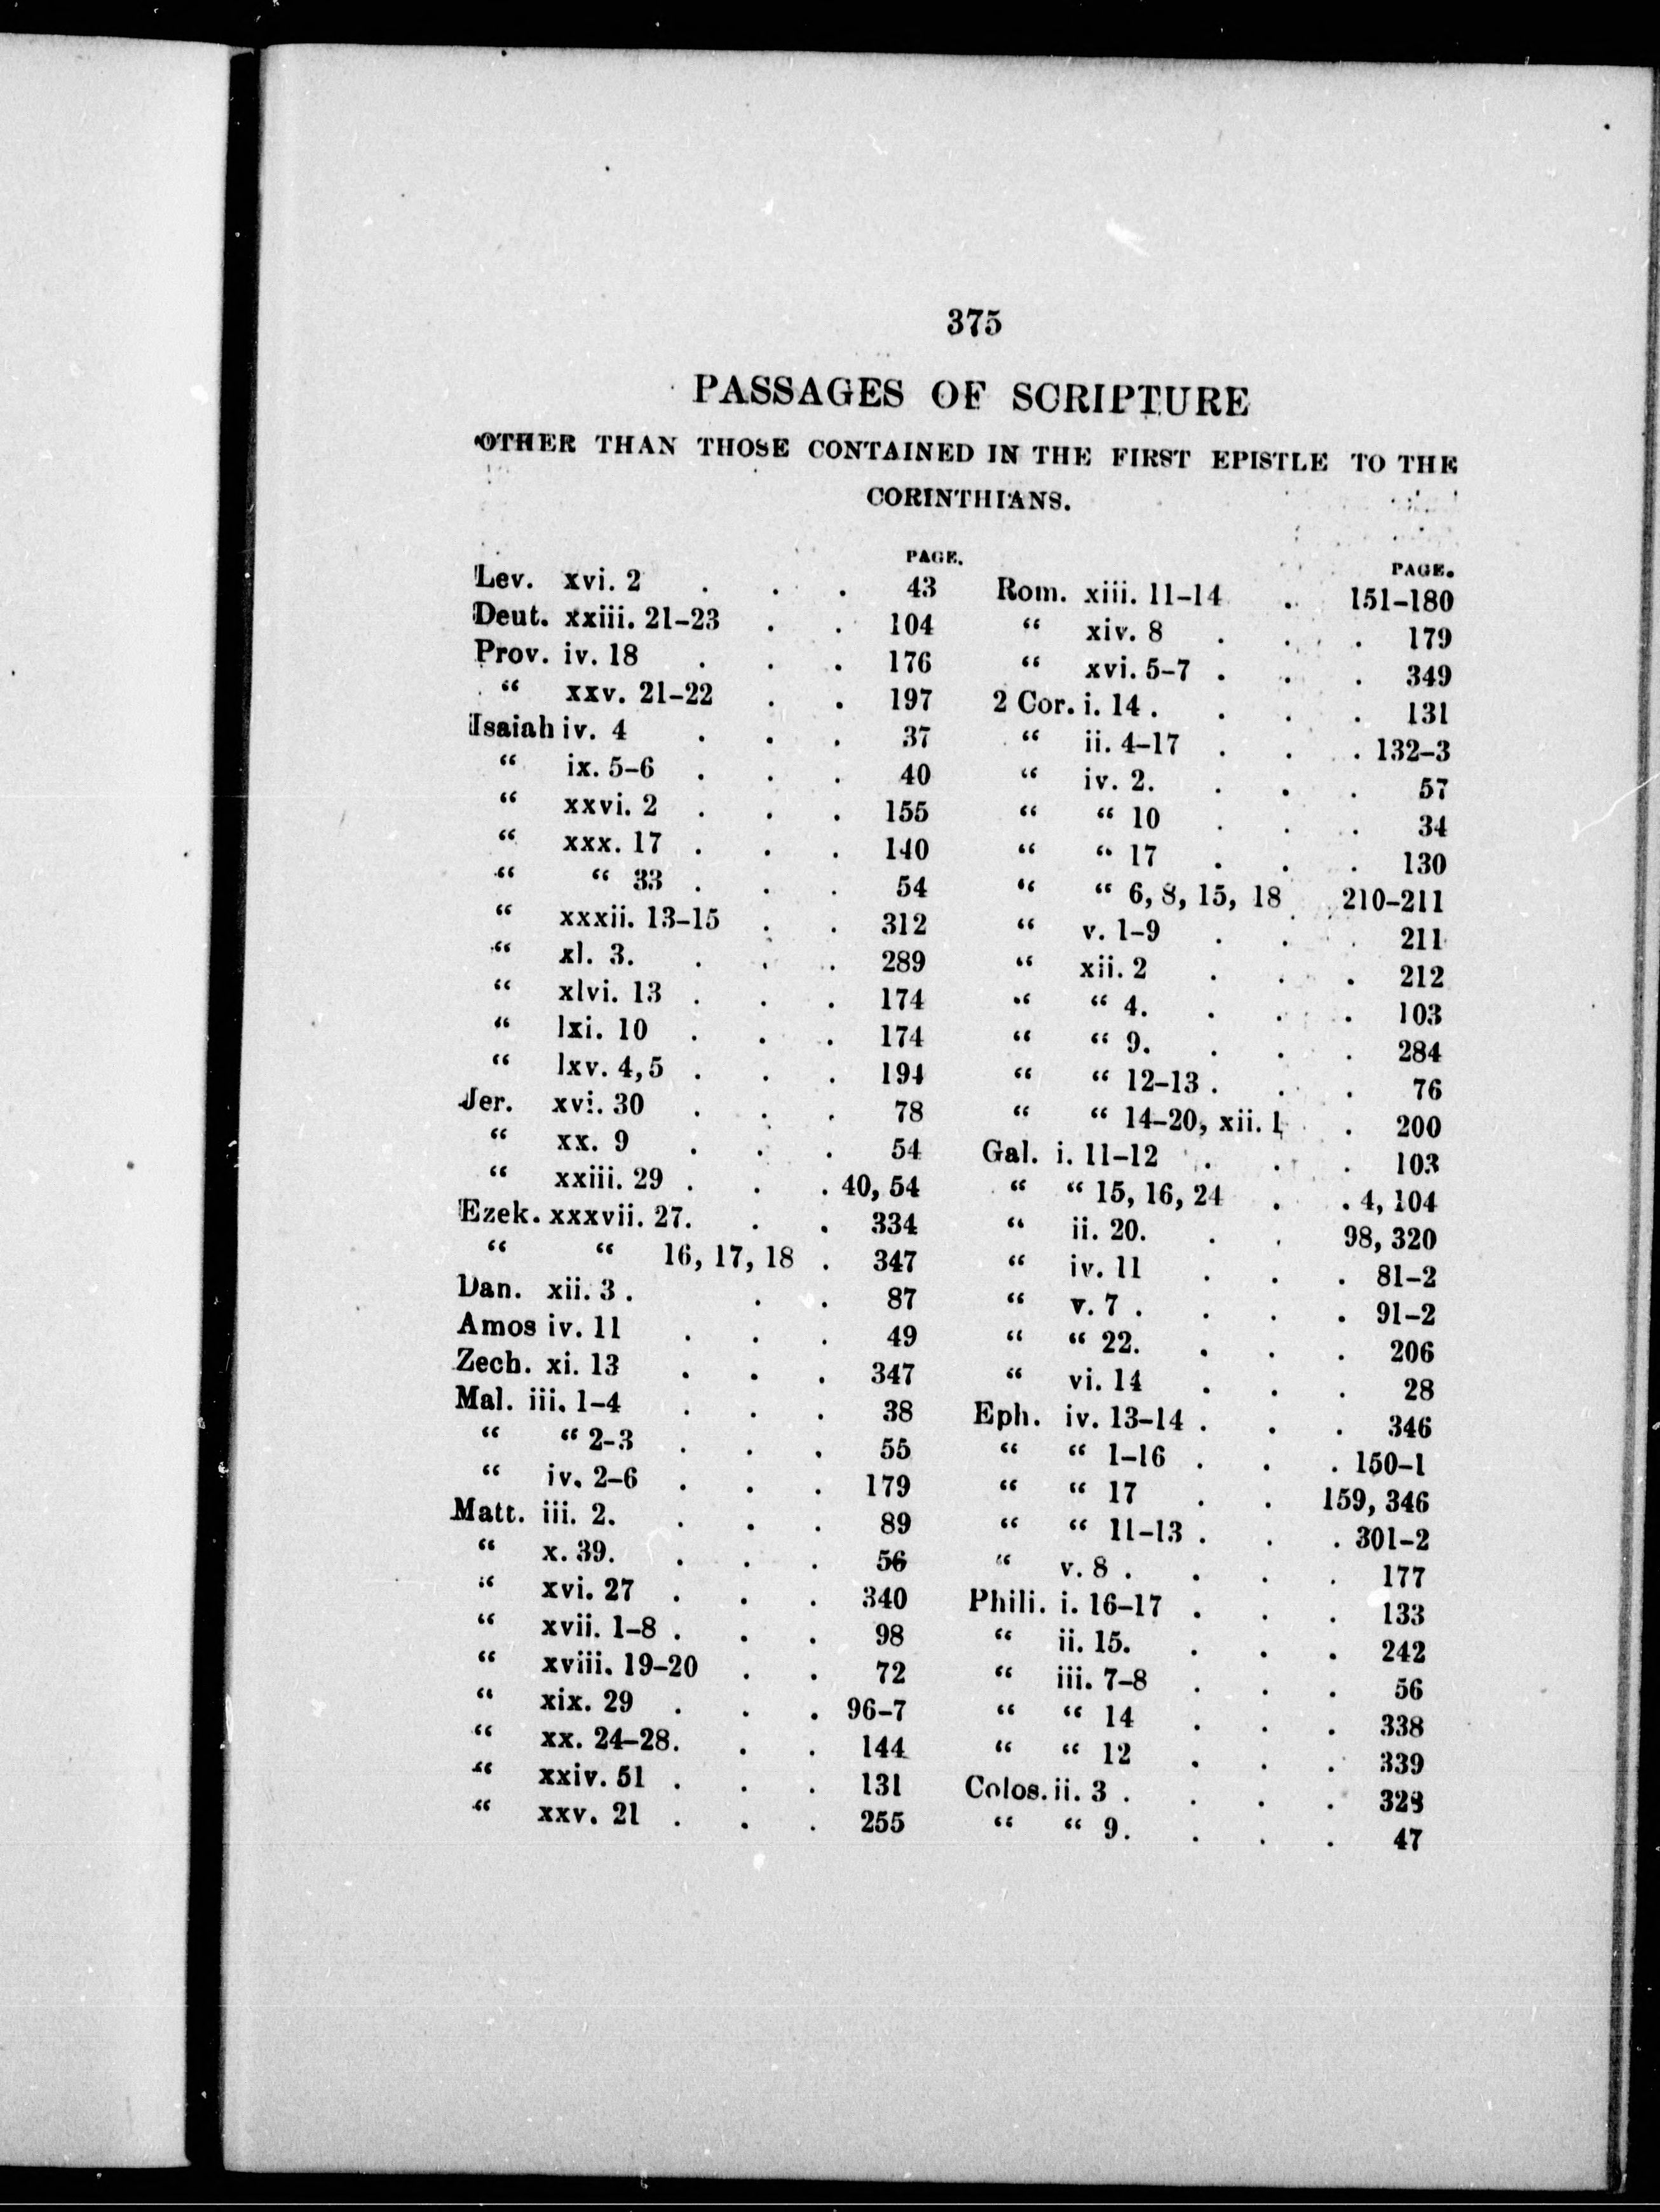 375
PASSAGES OF SCRIPTURE
OTHER THAN THOSE CONTAINED IN THE FIRST EPISTLE TO THE
CORINTHIANS.
PAGE.
Lev. xvi. 2 . . . 43
Deut. xxiii. 21-23 . . 104
Prov. iv. 18 . . . 176
“ xxv. 21-22 . . 197
Isaiah iv. 4 . . . 37
“ ix. 5-6 . . . 40
“ xxvi. 2 . . . 155
“ xxx. 17 . . . 140
“ “ 33 . . . 54
“ xxxii. 13-15 . . 312
“ xl. 3. . . . 289
“ xlvi. 13 . . . 174
“ lxi. 10 . . . 174
“ lxv. 4,5 . . . 194
Jer. xvi. 30 . . . 78
“ xx. 9 . . . 54
“ xxiii. 29 . . . 40, 54
Ezek. xxxvii. 27. . . 334
“ “ 16, 17, 18 . 347
Dan. xii. 3 . . . 87
Amos iv. 11 . . . 49
Zech. xi. 13 . . . 347
Mal. iii. 1-4 . . . 38
“ “ 2-3 . . . 55
“ iv. 2-6 . . . 179
Matt. iii. 2. . . . 89
“ x. 39. . . . 56
“ xvi. 27 . . . 340
“ xvii. 1-8 . . . 98
“ xviii. 19-20 . . 72
“ xix. 29 . . . 96-7
“ xx. 24-28. . . 144
“ xxiv. 51 . . . 131
“ xxv. 21 . . . 255
PAGE.
Rom. xiii. 11-14 . 151-180
“ xiv. 8 . . . 179
“ xvi. 5-7 . . . 349
2 Cor. i. 14 . . . . 131
“ ii. 4-17 . . . 132-3
“ iv. 2. . . . 57
“ “ 10 . . . 34
“ “ 17 . . . 130
“ “ 6, 8, 15, 18 210-211
“ v. 1-9 . . . 211
“ xii. 2 . . . 212
“ “ 4. . . . 103
“ “ 9. . . . 284
“ “ 12-13 . . . 76
“ “ 14-20, xii. 1 . 200
Gal. i. 11-12 . . . 103
“ “ 15, 16, 24 . . 4, 104
“ ii. 20. . . 98, 320
“ iv. 11 . . . 81-2
“ v. 7 . . . . 91-2
“ “ 22. . . . 206
“ vi. 14 . . . 28
Eph. iv. 13-14 . . . 346
“ “ 1-16 . . . 150-1
“ “ 17 . . 159, 346
“ “ 11-13 . . . 301-2
“ v. 8 . . . . 177
Phili. i. 16-17 . . . 133
“ ii. 15. . . . 242
“ iii. 7-8 . . . 56
“ “ 14 . . . 338
“ “ 12 . . . 339
Colos. ii. 3 . . . . 328
“ “ 9. . . . 47